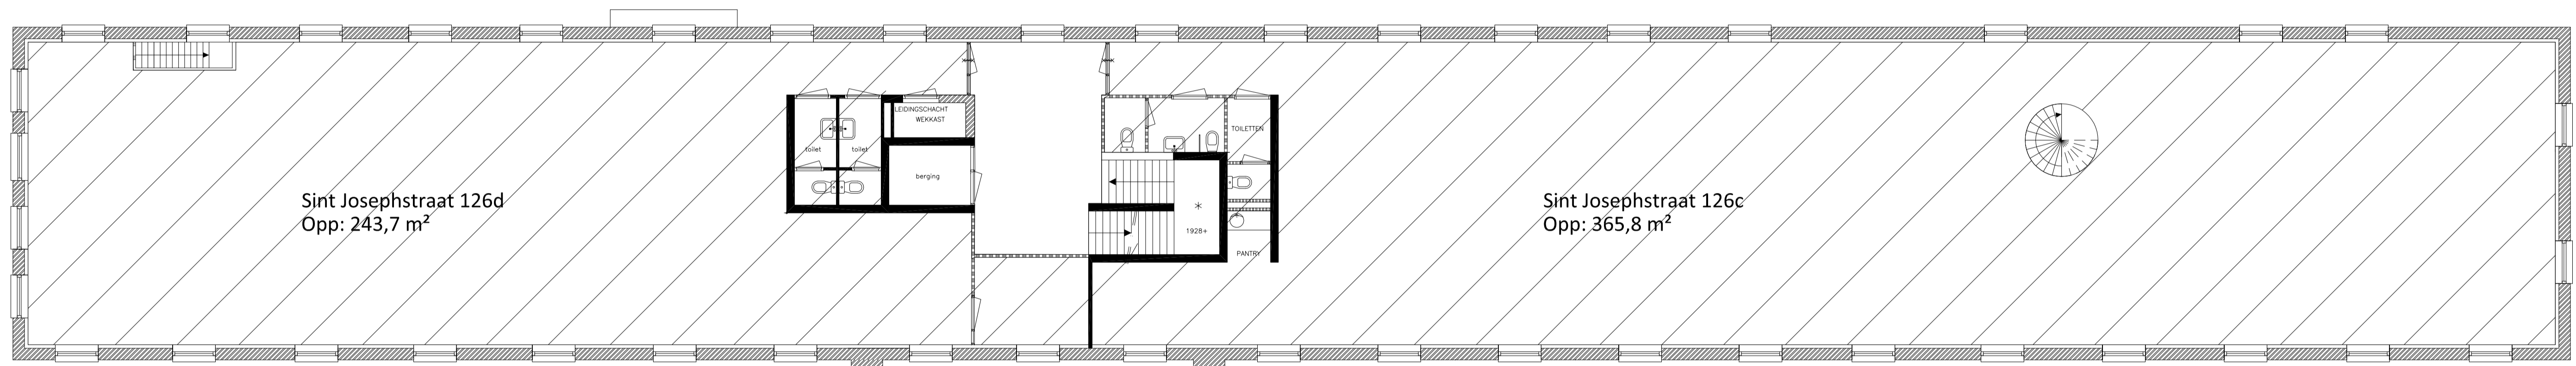 Sint Josephstraat 126d
Opp: 243,7 m²
LEIDINGSCHACHT
WEKKAST
toilet
toilet
berging
TOILETTEN
1928+
PANTRY
Sint Josephstraat 126c
Opp: 365,8 m²